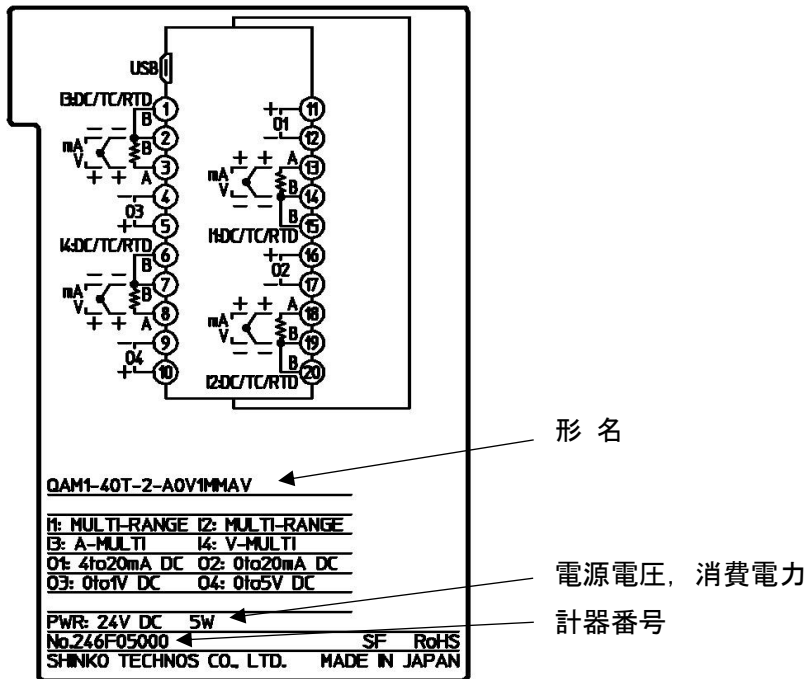 USB
I3:DC/TC/RTD
B
1
2
B
mA
V
3
A
4
O3
5
I4:DC/TC/RTD
6
B
7
B
mA
V
8
A
9
O4
10
11
O1
12
A
13
mA
V
B
14
B
15
I1:DC/TC/RTD
16
O2
17
A
18
mA
V
B
19
B
20
I2:DC/TC/RTD
形 名
QAM1-40T-2-A0V1MMAV
I1: MULTI-RANGE I2: MULTI-RANGE
I3: A-MULTI I4: V-MULTI
O1: 4to20mA DC O2: 0to20mA DC
O3: 0to1V DC O4: 0to5V DC
電源電圧, 消費電力
PWR: 24V DC 5W
計器番号
No.246F05000 SF RoHS
SHINKO TECHNOS CO., LTD. MADE IN JAPAN